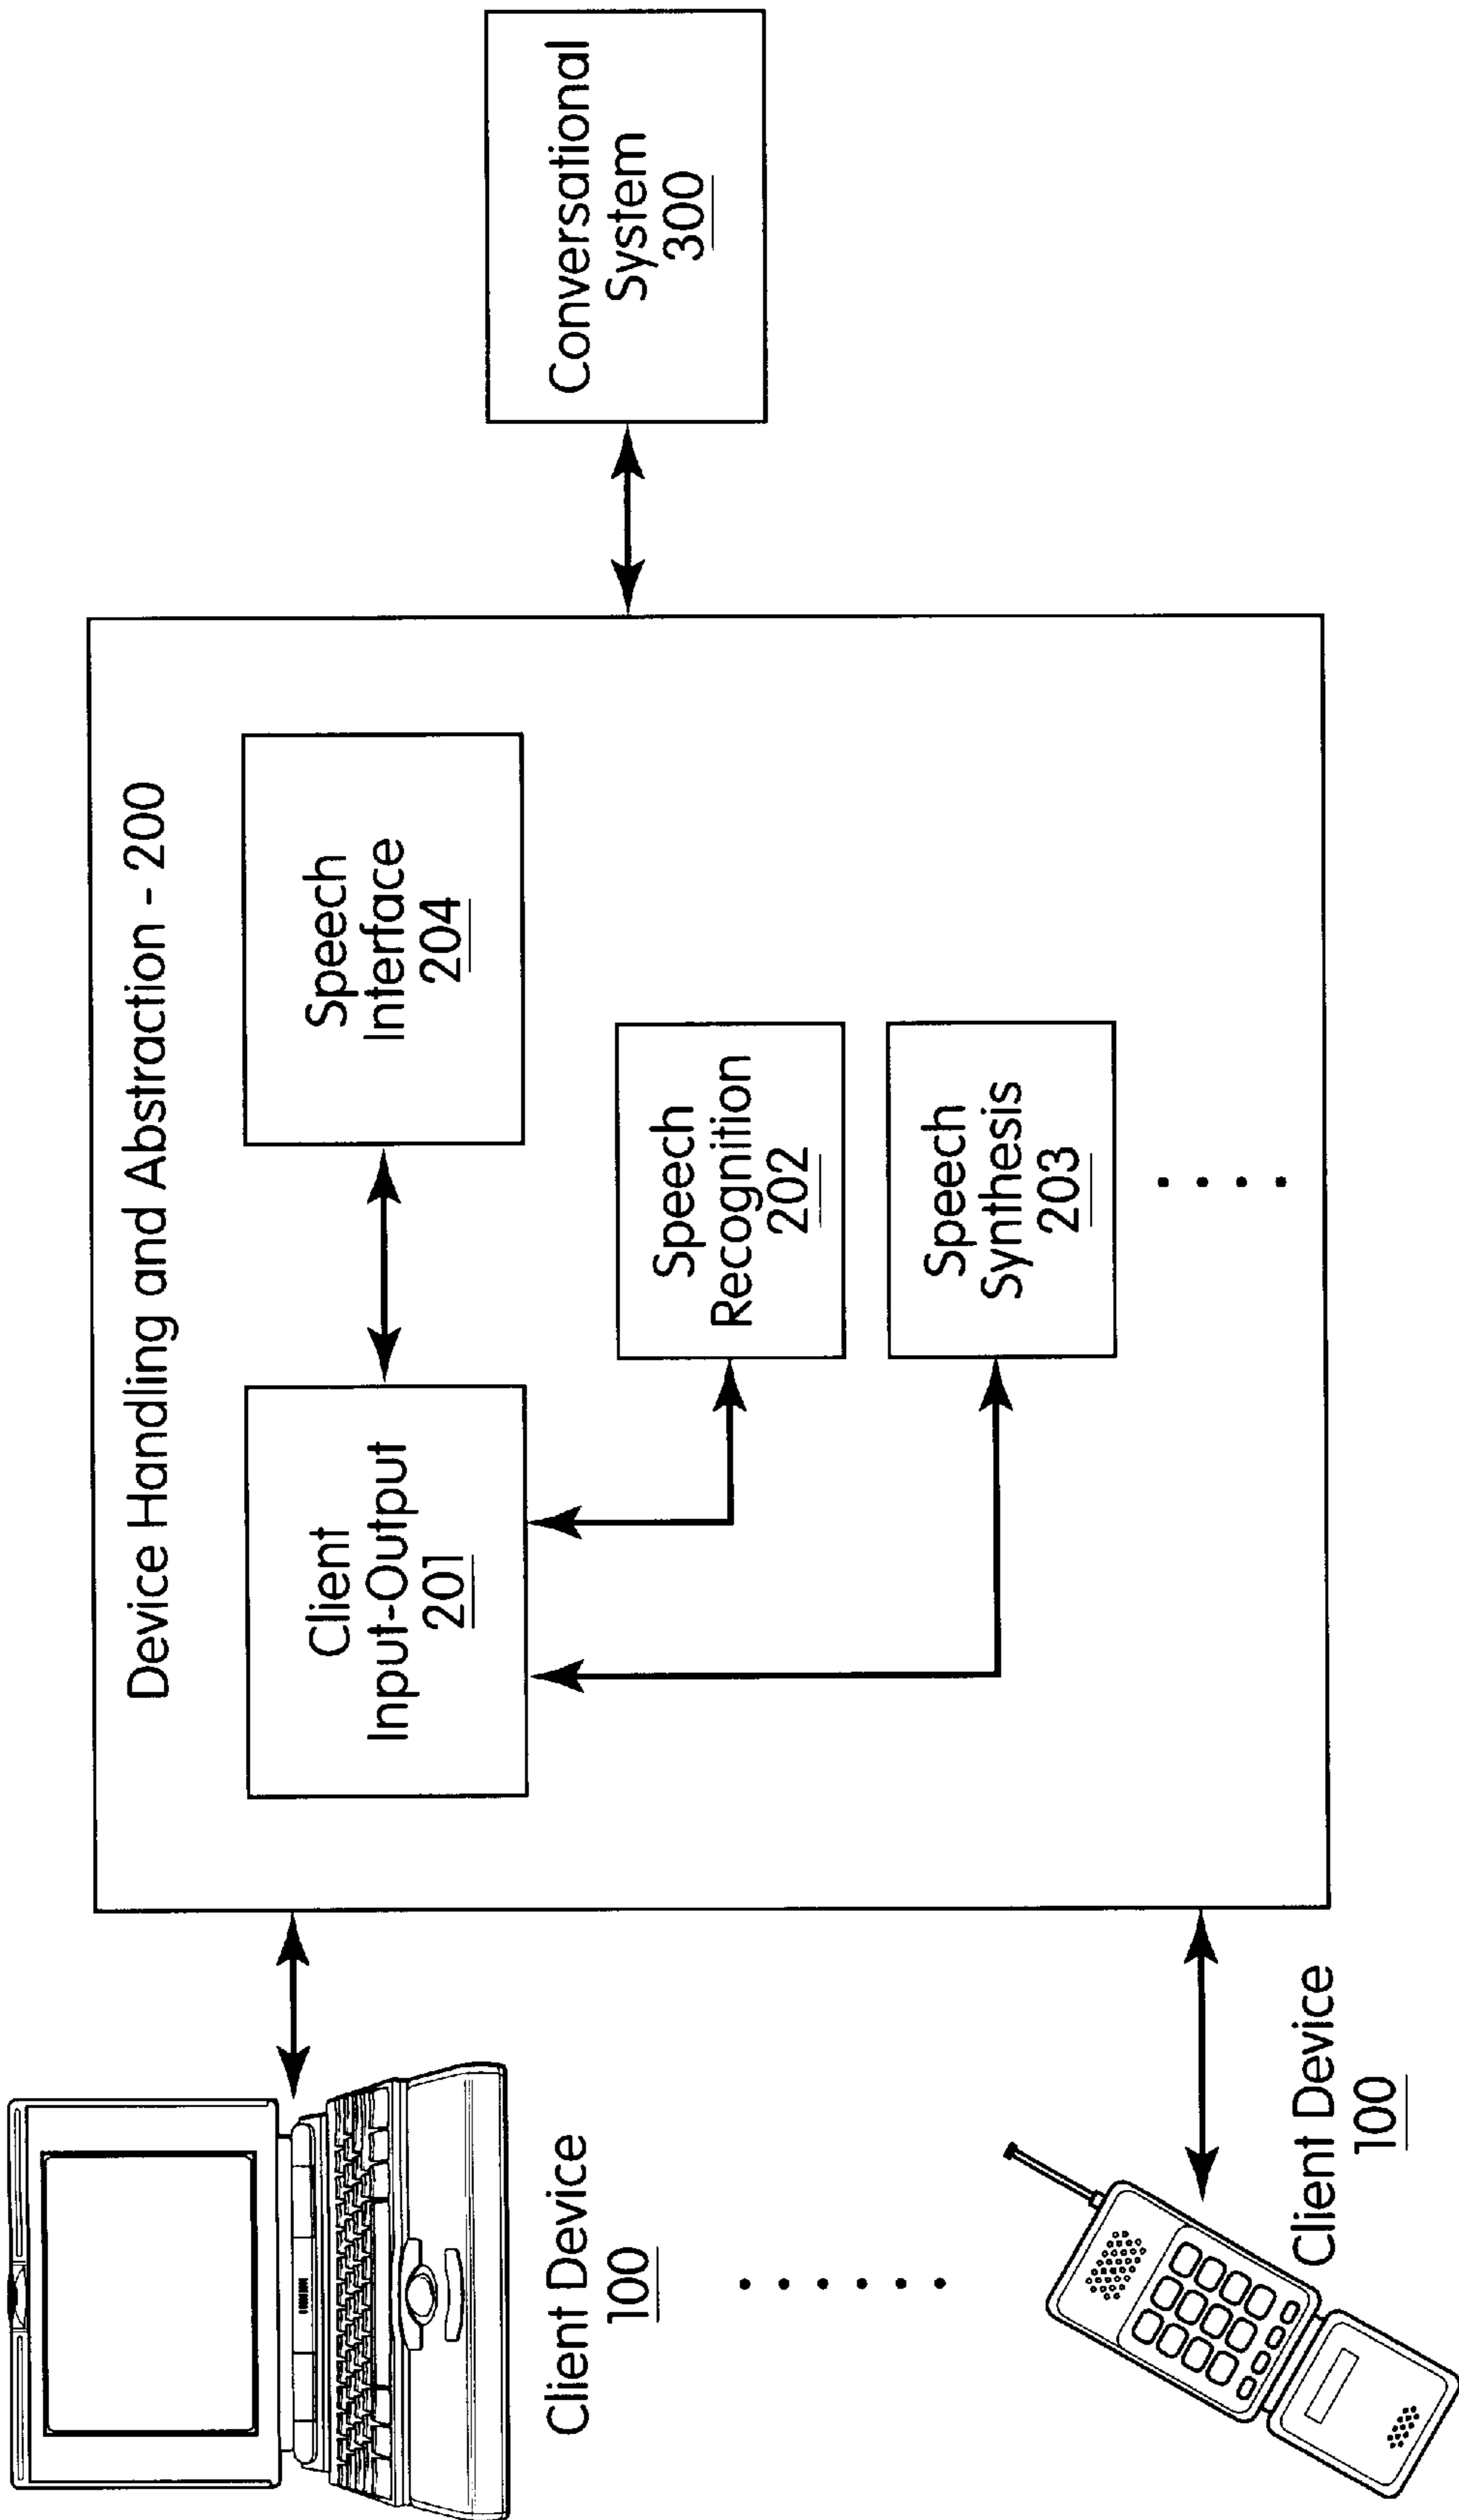 Device Handling and Abstraction - 200
Client
Input-Output
201
Speech
Interface
204
Speech
Recognitiion
202
Speech
Synthesis
203
Conversational
System
300
Client Device
100
Client Device
100